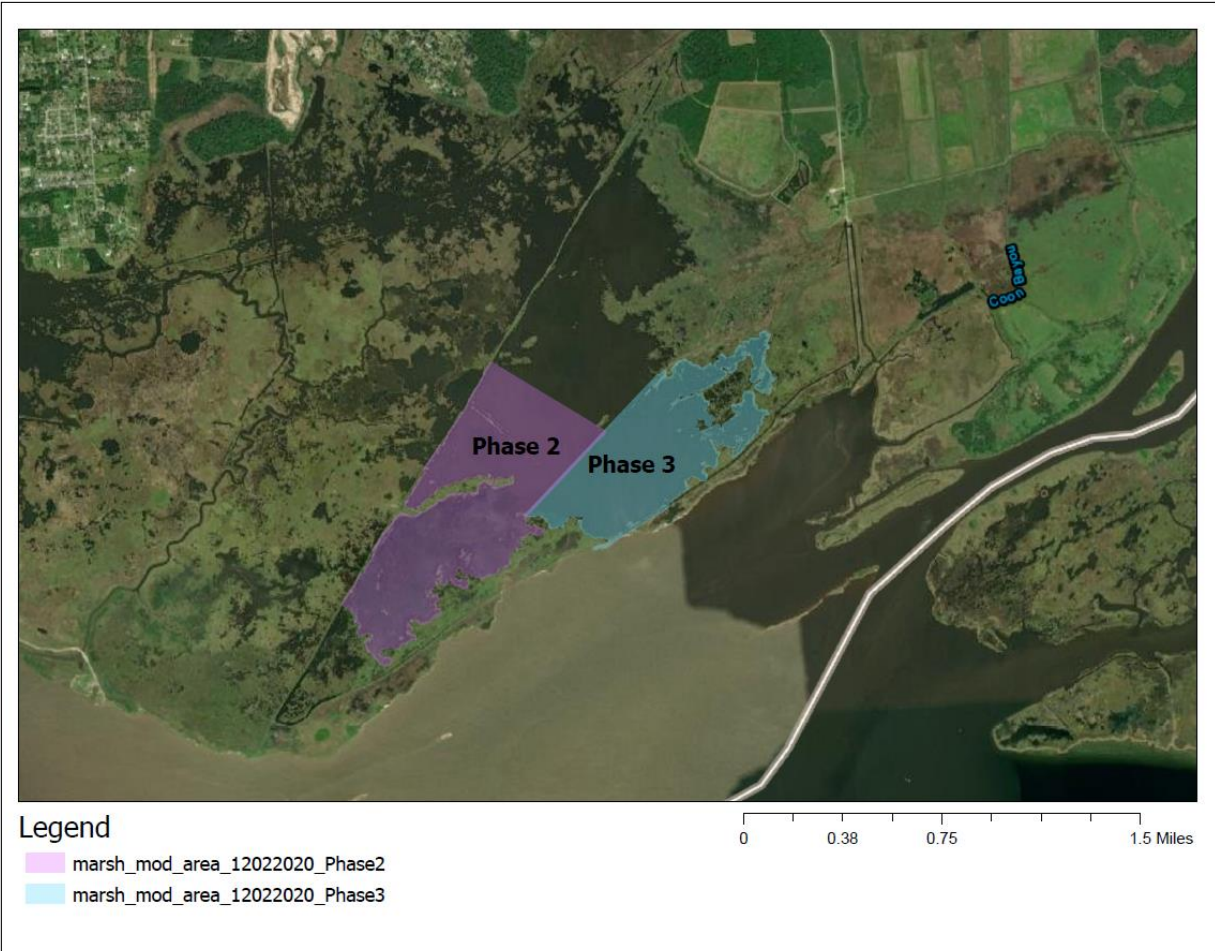 Coon Bayou
Phase 2
Phase 3
Legend
marsh_mod_area_12022020_Phase2
marsh_mod_area_12022020_Phase3
0 0.38 0.75 1.5 Miles